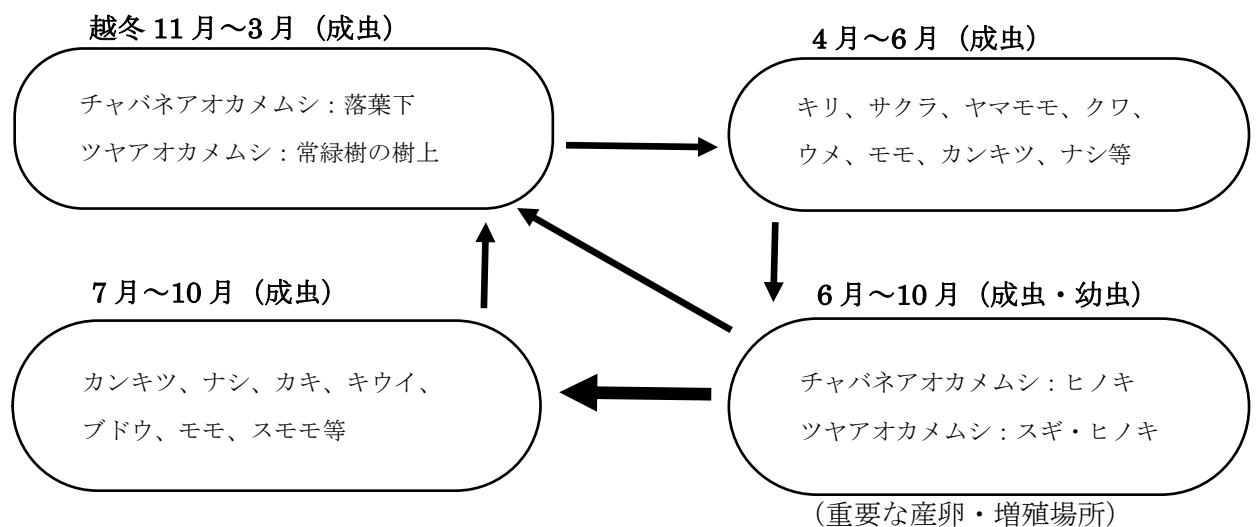 越冬 11 月～3 月（成虫）
チャバネアオカメムシ：落葉下
ツヤアオカメムシ：常緑樹の樹上
4 月～6 月（成虫）
キリ、サクラ、ヤマモモ、クワ、
ウメ、モモ、カンキツ、ナシ等
7 月～10 月（成虫）
カンキツ、ナシ、カキ、キウイ、
ブドウ、モモ、スモモ等
6 月～10 月（成虫・幼虫）
チャバネアオカメムシ：ヒノキ
ツヤアオカメムシ：スギ・ヒノキ
（重要な産卵・増殖場所）